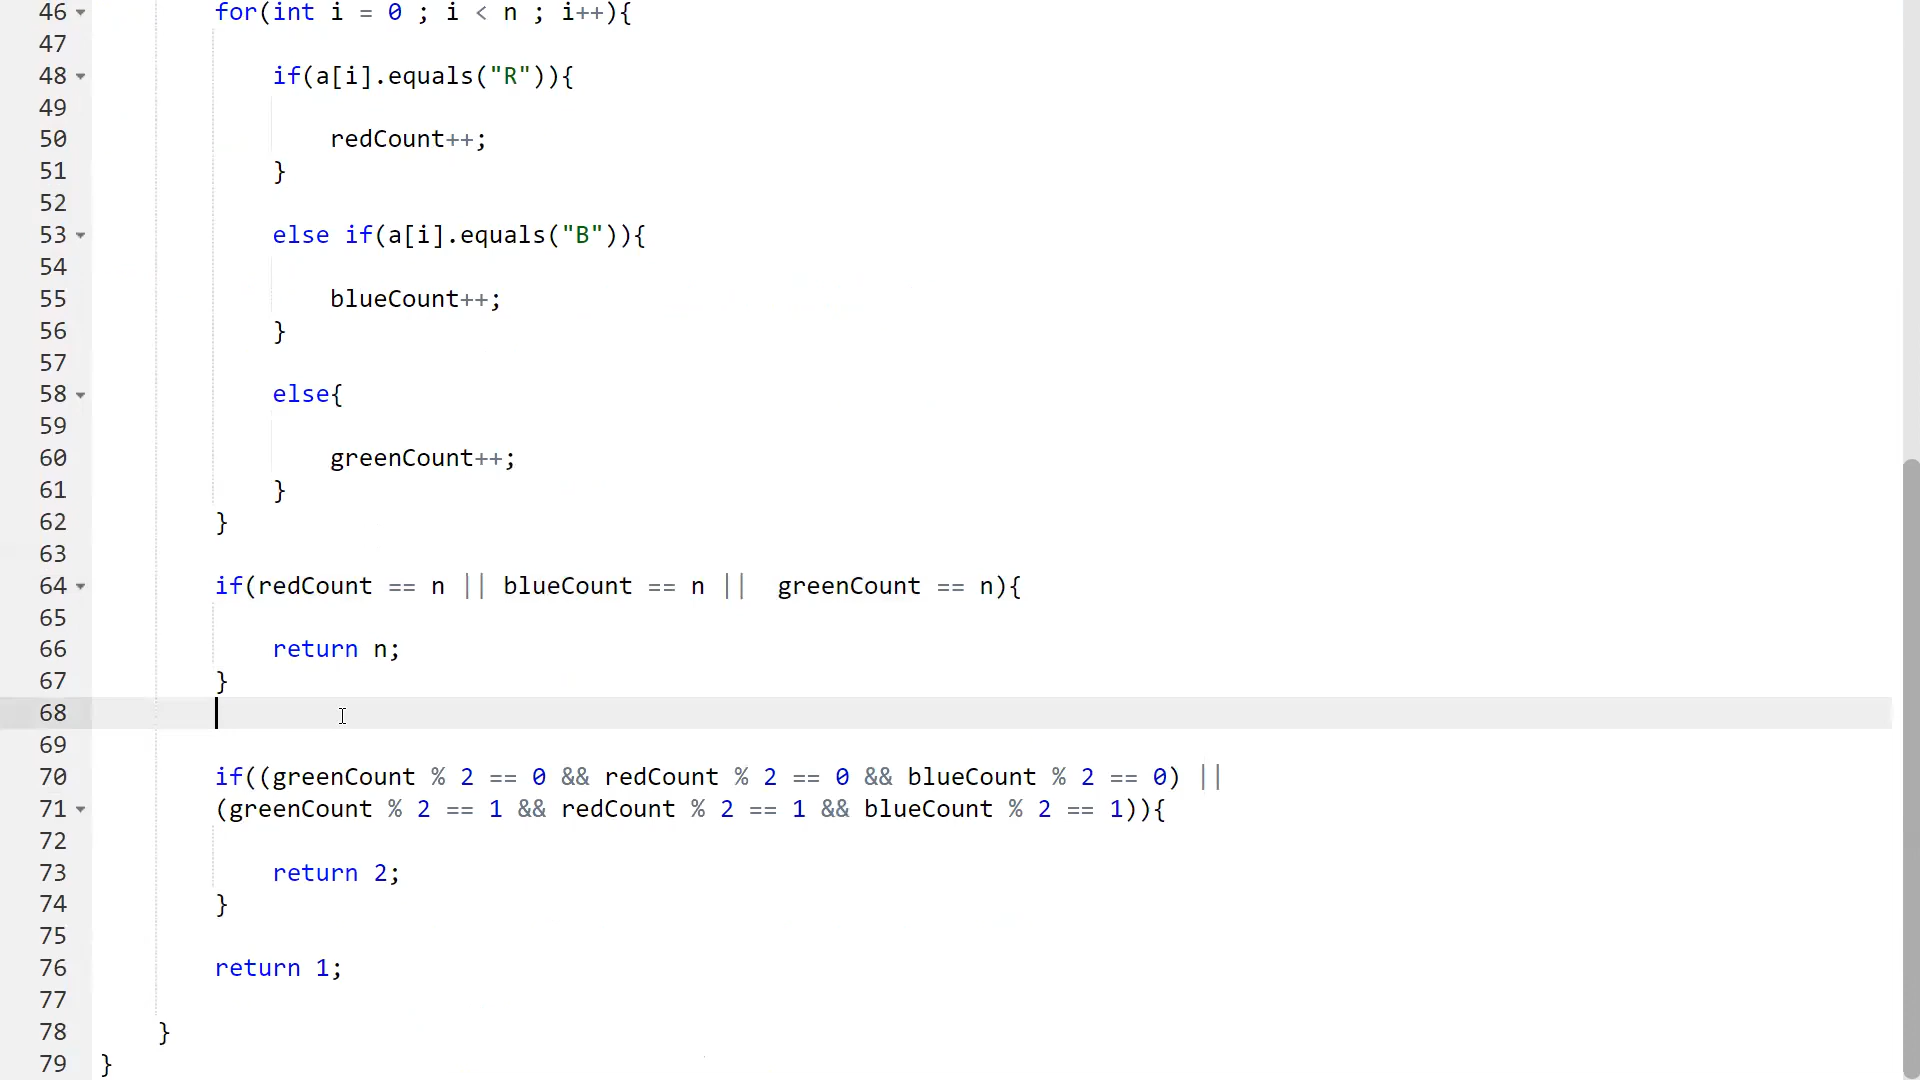 46 for(int i = 0 ; i < n ; i++){
47
48 if(a[i].equals("R")){
49
50 redCount++;
51 }
52
53 else if(a[i].equals("B")){
54
55 blueCount++;
56 }
57
58 else{
59
60 greenCount++;
61 }
62 }
63
64 if(redCount == n || blueCount == n ||  greenCount == n){
65
66 return n;
67 }
68
69
70 if((greenCount % 2 == 0 && redCount % 2 == 0 && blueCount % 2 == 0) ||
71 (greenCount % 2 == 1 && redCount % 2 == 1 && blueCount % 2 == 1)){
72
73 return 2;
74 }
75
76 return 1;
77
78 }
79 }